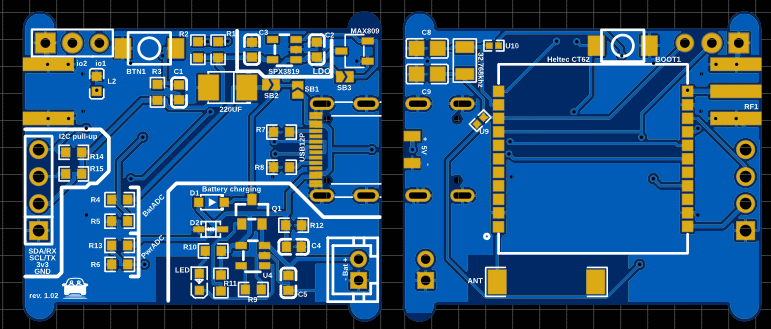 R2
R1
C3
C2
MAX809
io2
io1
BTN1
R3
C1
SPX3819
LDO
L2
SB2
SB1
SB3
220UF
I2C pull-up
R14
R15
R7
R8
USB12P
R4
R5
R13
R6
BatADC
PwrADC
Battery charging
D1
Q1
D2
R12
R10
C4
LED
U4
R11
R9
C5
- Bat +
SDA/RX
SCL/TX
3v3
GND
rev. 1.02
C8
U10
32.768khz
Heltec CT62
BOOT1
C9
RF1
U9
+ 5V -
ANT